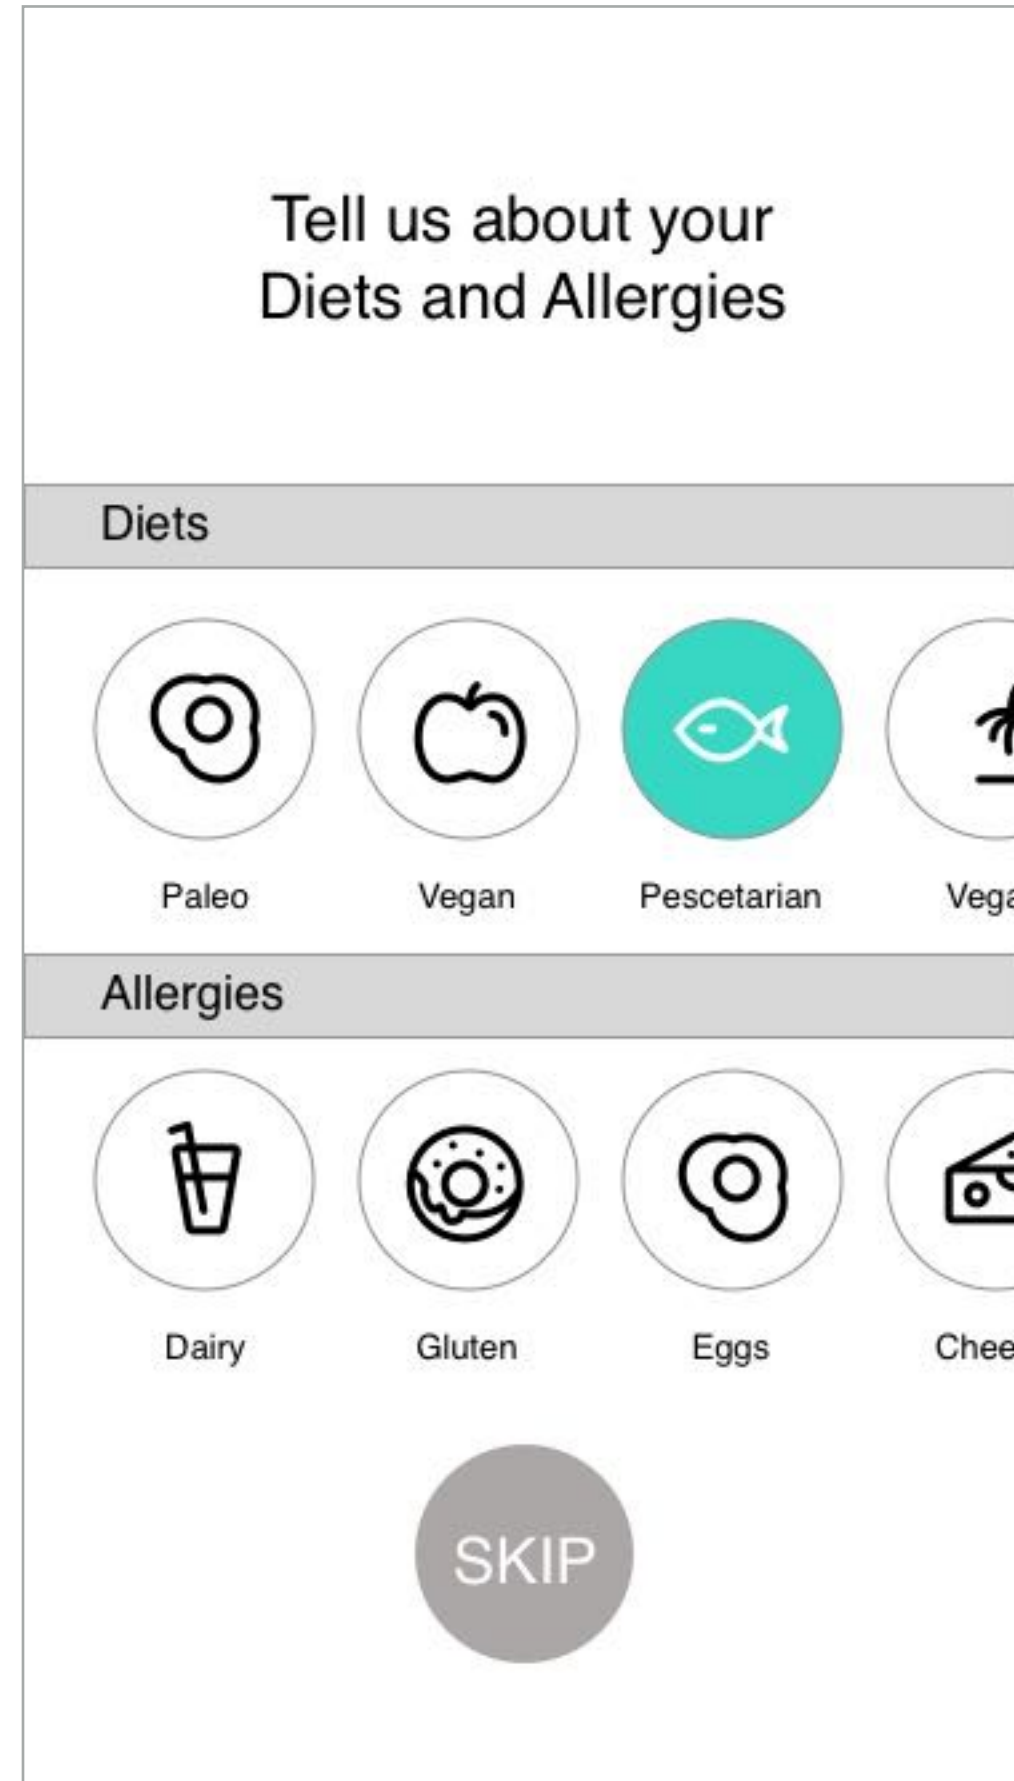 Tell us about your
Diets and Allergies
Diets
Paleo Vegan Pescetarian
Allergies
Dairy Gluten Eggs
SKIP